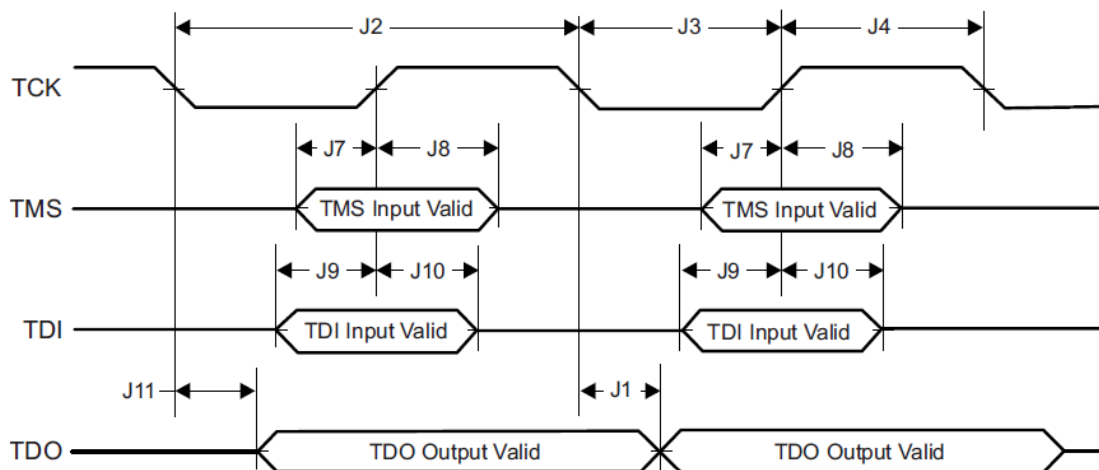 J2 J3 J4
TCK
J7 J8 J7 J8
TMS TMS Input Valid TMS Input Valid
J9 J10 J9 J10
TDI TDI Input Valid TDI Input Valid
J11 J1
TDO TDO Output Valid TDO Output Valid